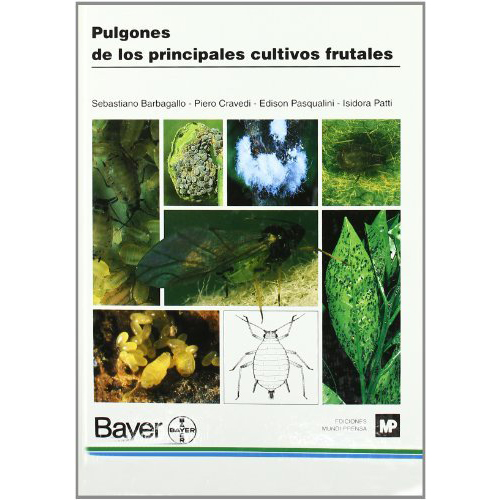 Pulgones
de los principales cultivos frutales
Sebastiano Barbagallo - Piero Cravedi - Edison Pasqualini - Isidora Patti
Bayer
BAYER
BAYER
EDICIONES
MUNDI-PRENSA
MP